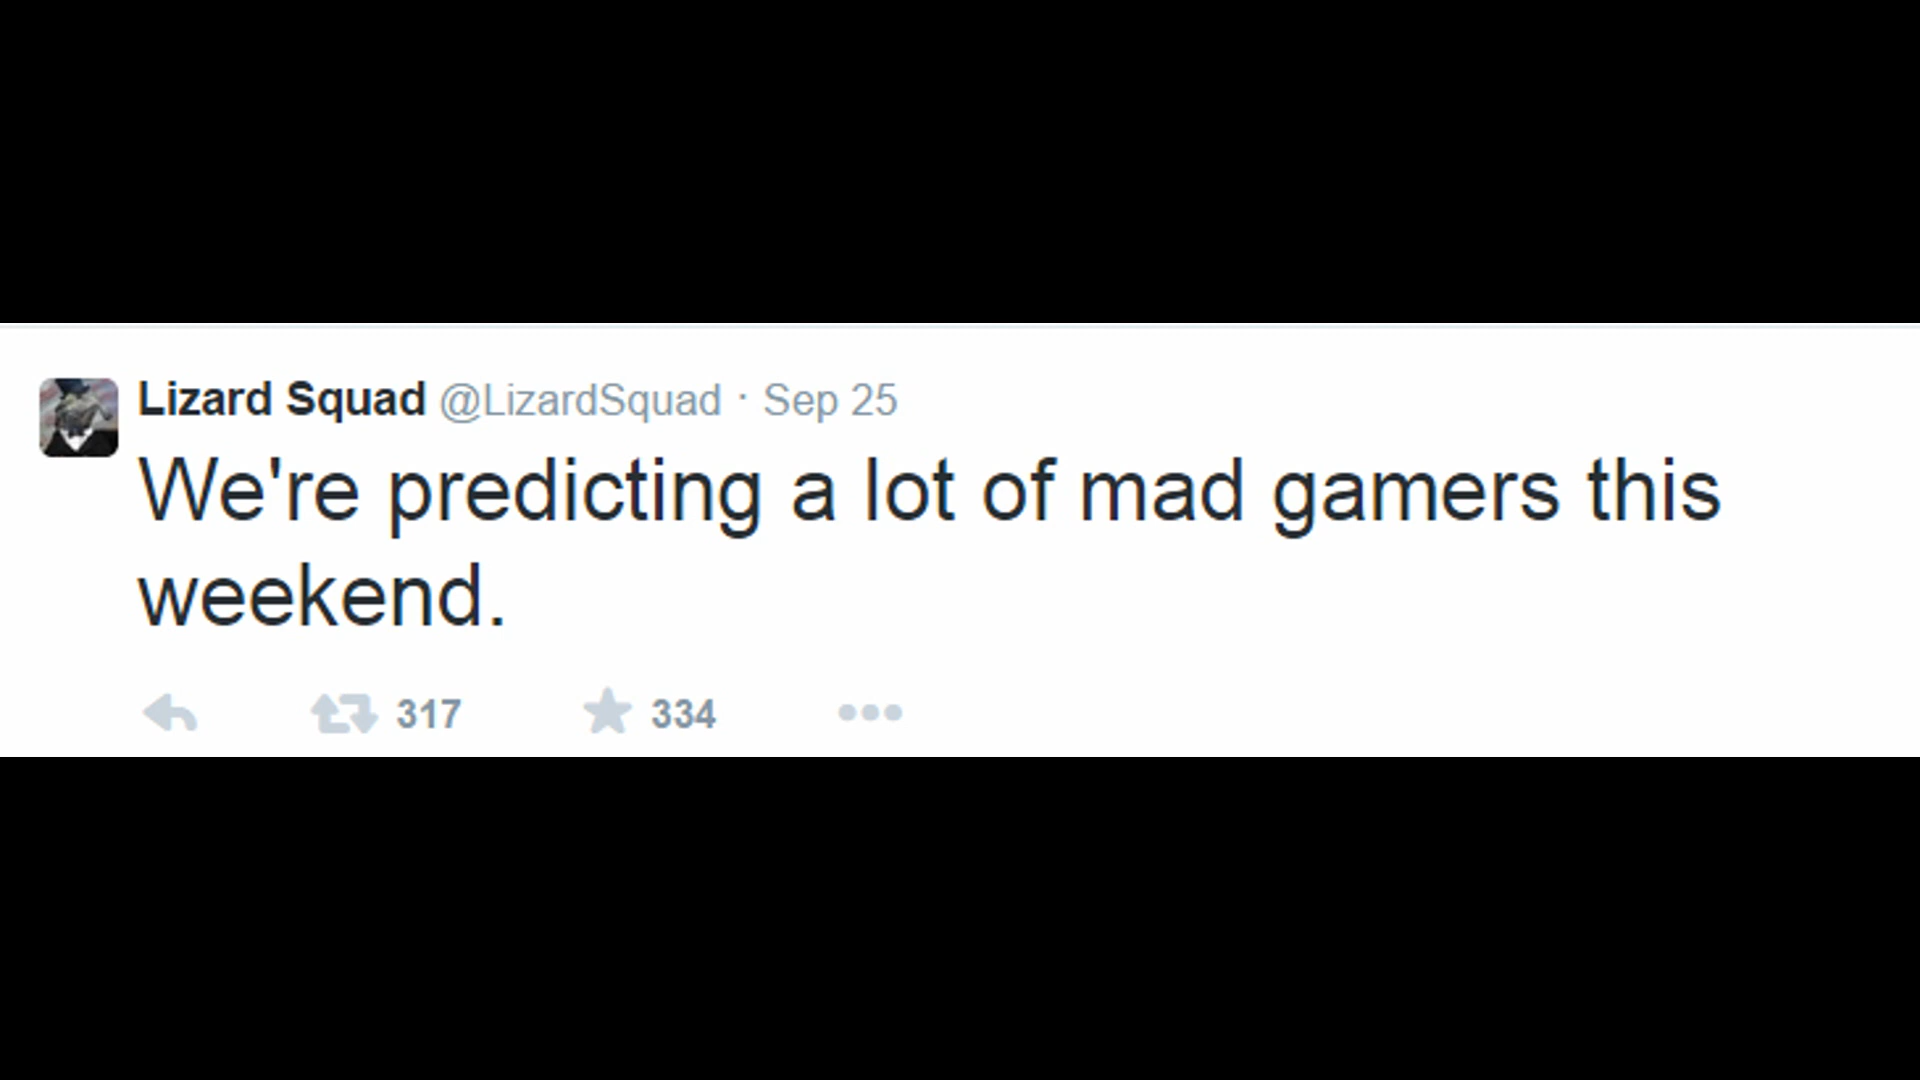 Lizard Squad @LizardSquad · Sep 25
We're predicting a lot of mad gamers this
weekend.
317 334